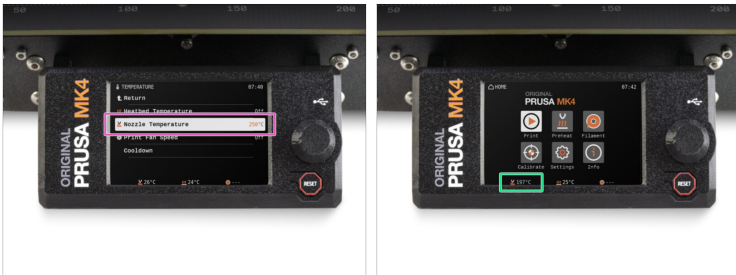 50
100
150
200
TEMPERATURE 07:40
Return
Heatbed Temperature Off
Nozzle Temperature 250°C
Print Fan Speed Off
Cooldown
26°C 24°C ---
ORIGINAL
PRUSA MK4
RESET
50
100
150
200
HOME 07:42
ORIGINAL
PRUSA MK4
Print Preheat Filament
Calibrate Settings Info
197°C 25°C ---
ORIGINAL
PRUSA MK4
RESET